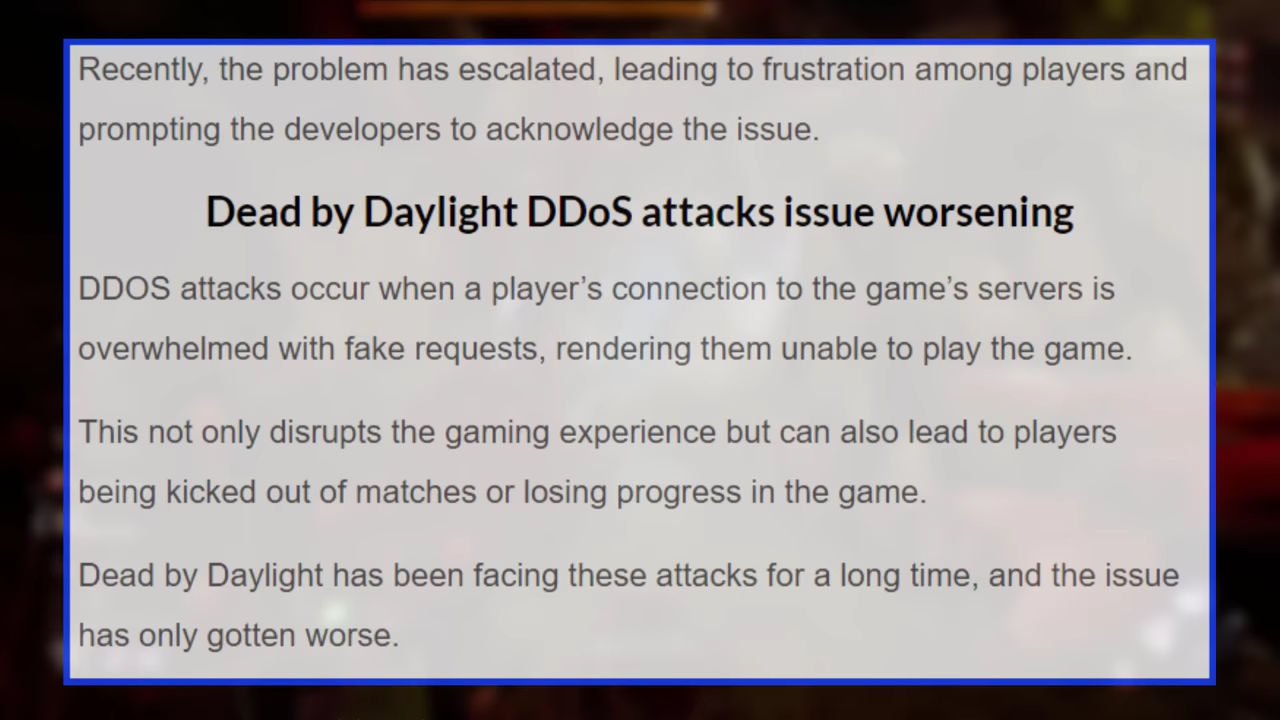 Recently, the problem has escalated, leading to frustration among players and
prompting the developers to acknowledge the issue.
Dead by Daylight DDoS attacks issue worsening
DDOS attacks occur when a player’s connection to the game’s servers is
overwhelmed with fake requests, rendering them unable to play the game.
This not only disrupts the gaming experience but can also lead to players
being kicked out of matches or losing progress in the game.
Dead by Daylight has been facing these attacks for a long time, and the issue
has only gotten worse.